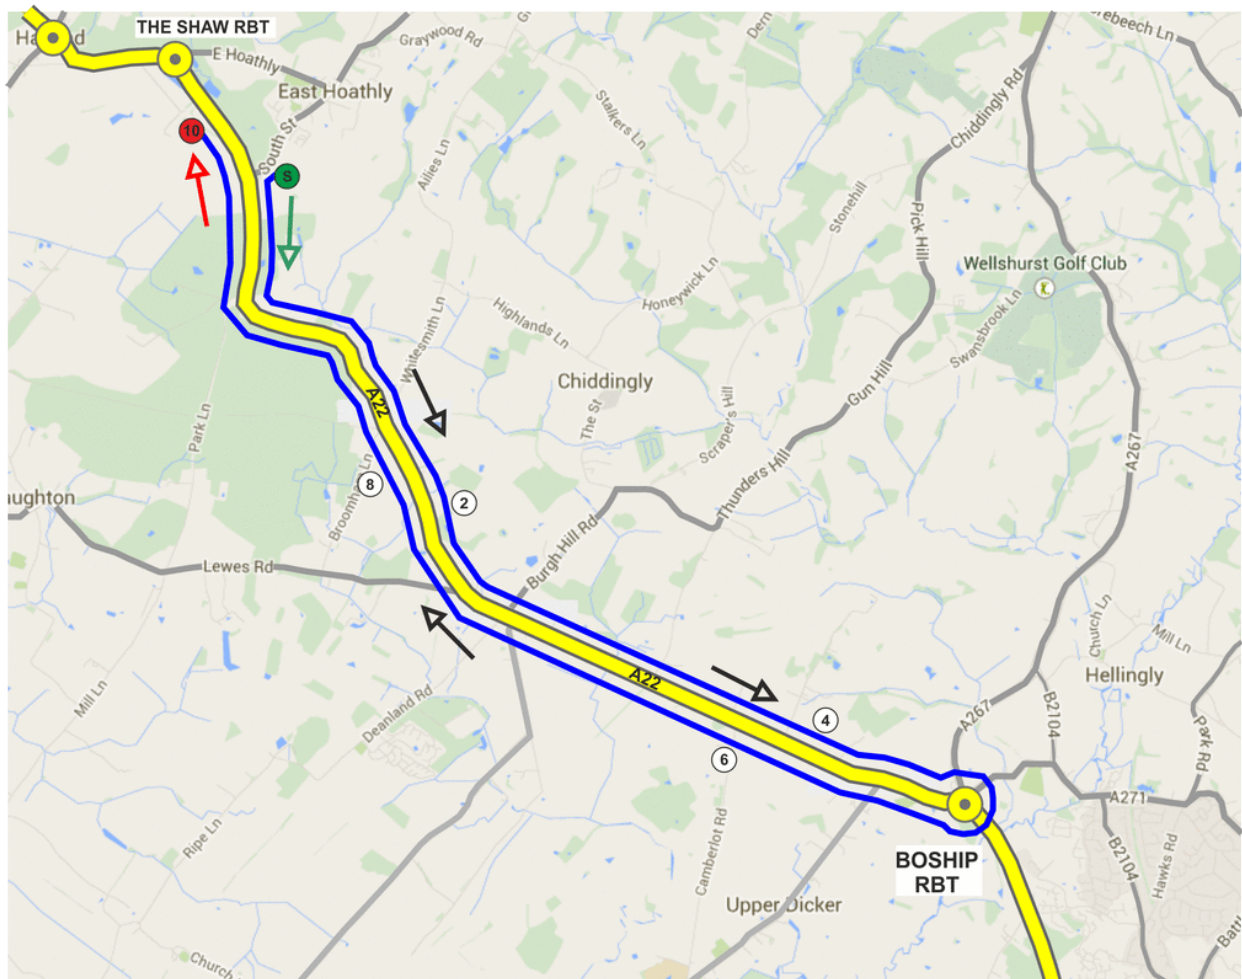 THE SHAW RBT
E Hoathly
Graywood Rd
East Hoathly
10
South St
S
Ailies Ln
Stalkers Ln
Chiddingly Rd
Stonehill
Pick Hill
Wellshurst Golf Club
Honeywick Ln
Highlands Ln
Whitesmith Ln
Swansbrook Ln
Chiddingly
The St
Scraper's Hill
Gun Hill
A22
Park Ln
A267
Thunders Hill
8
2
aughton
Burgh Hill Rd
Lewes Rd
Church Ln
Mill Ln
Hellingly
A22
Mill Ln
Deanland Rd
A267
B2104
Park Rd
4
6
A271
Ripe Ln
Camberlot Rd
BOSHIP
RBT
B2104
Hawks Rd
Upper Dicker